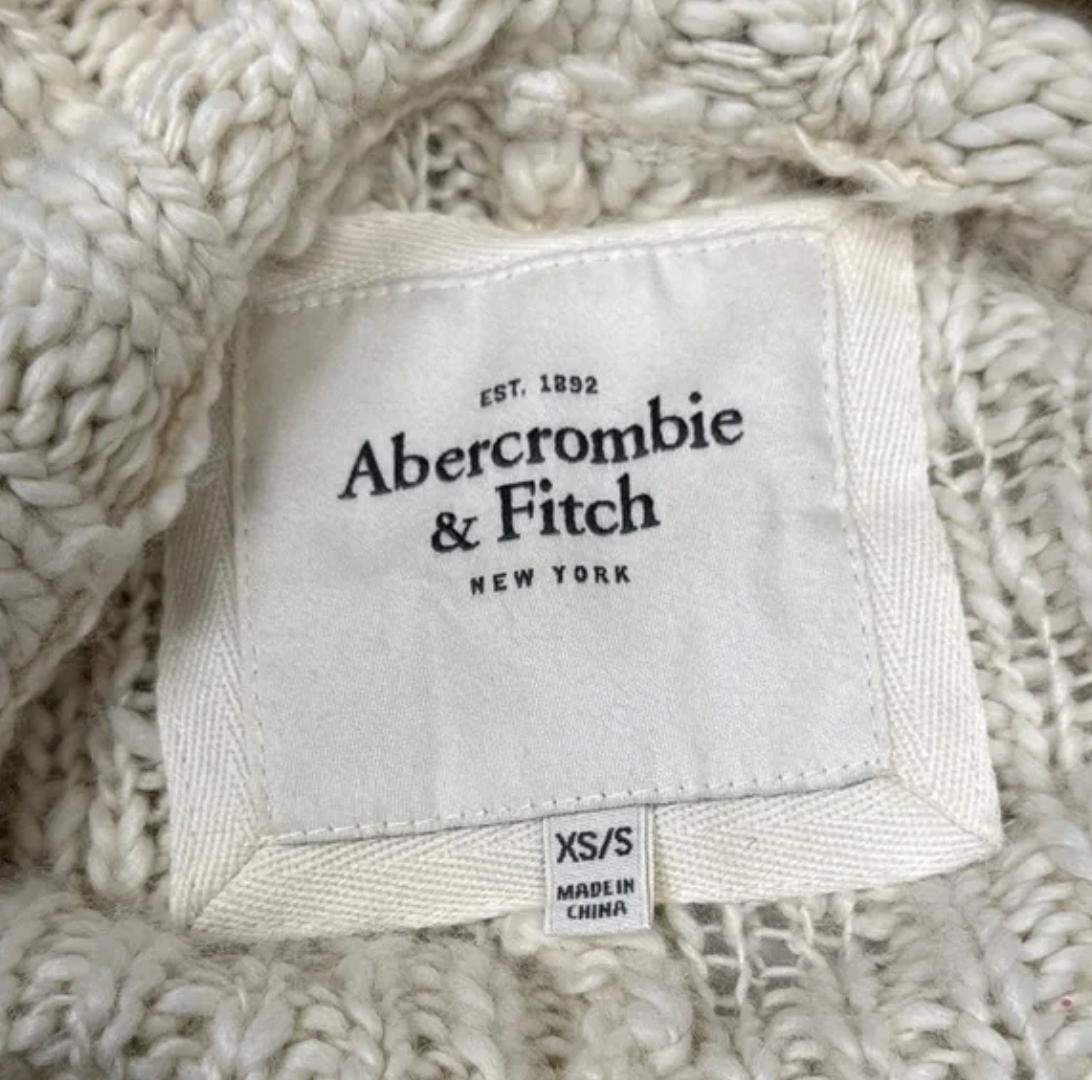 EST. 1892
Abercrombie
& Fitch
NEW YORK
XS/S
MADE IN
CHINA